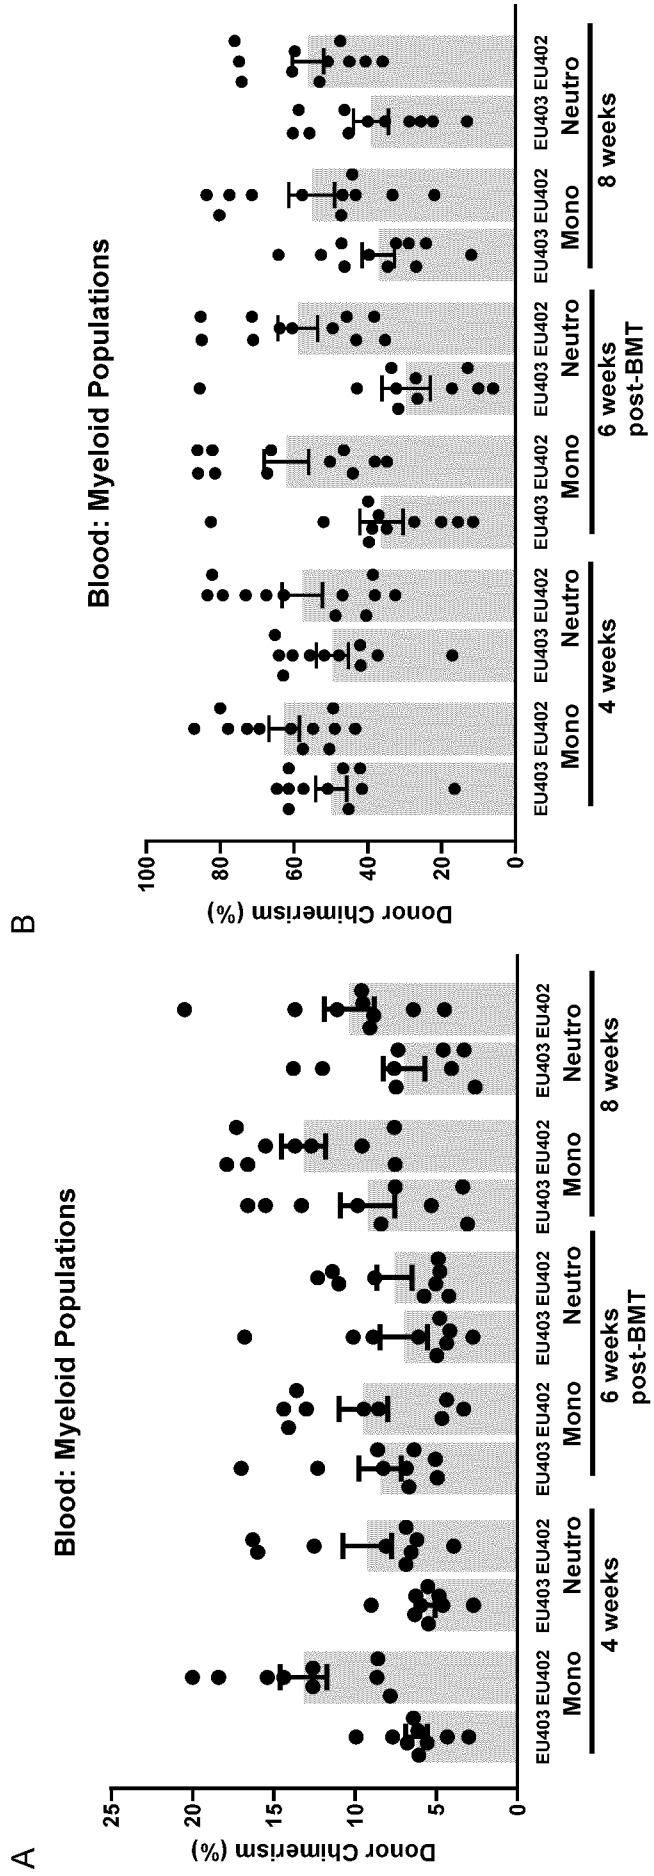 A
Blood: Myeloid Populations
Donor Chimerism (%)
25
20
15
10
5
0
EU403 EU402 EU403 EU402 EU403 EU402 EU403 EU402 EU403 EU402 EU403 EU402
Mono Neutro Mono Neutro Mono Neutro
4 weeks 6 weeks 8 weeks
post-BMT
B
Blood: Myeloid Populations
Donor Chimerism (%)
100
80
60
40
20
0
EU403 EU402 EU403 EU402 EU403 EU402 EU403 EU402 EU403 EU402 EU403 EU402
Mono Neutro Mono Neutro Mono Neutro
4 weeks 6 weeks 8 weeks
post-BMT